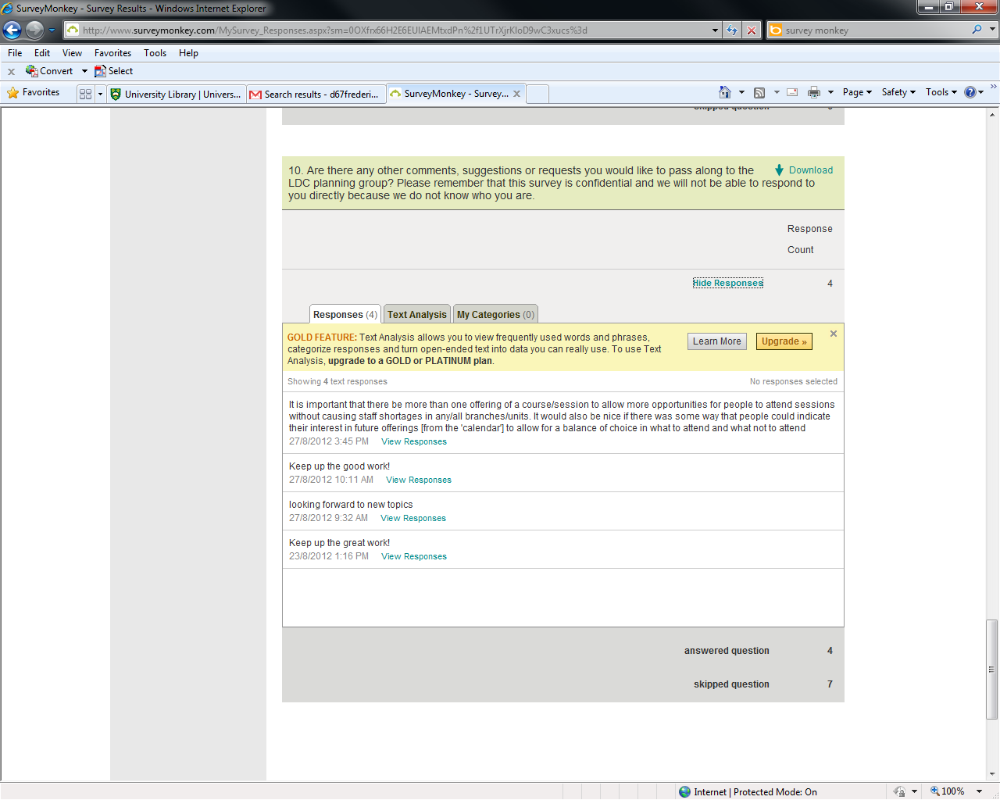 SurveyMonkey - Survey Results - Windows Internet Explorer
http://www.surveymonkey.com/MySurvey_Responses.aspx?sm=0OXfrx66H2E6EUIAEMtxdPn%2f1UTrXjrKIoD9wC3xucs%3d
survey monkey
File Edit View Favorites Tools Help
x Convert Select
Favorites
University Library | Univers...
Search results - d67frederi...
SurveyMonkey - Survey...
Page Safety Tools
skipped question
10. Are there any other comments, suggestions or requests you would like to pass along to the
LDC planning group? Please remember that this survey is confidential and we will not be able to respond to
you directly because we do not know who you are.
Download
Response
Count
Hide Responses 4
Responses (4) Text Analysis My Categories (0)
GOLD FEATURE: Text Analysis allows you to view frequently used words and phrases,
categorize responses and turn open-ended text into data you can really use. To use Text
Analysis, upgrade to a GOLD or PLATINUM plan.
Learn More Upgrade »
Showing 4 text responses No responses selected
It is important that there be more than one offering of a course/session to allow more opportunities for people to attend sessions
without causing staff shortages in any/all branches/units. It would also be nice if there was some way that people could indicate
their interest in future offerings [from the 'calendar'] to allow for a balance of choice in what to attend and what not to attend
27/8/2012 3:45 PM View Responses
Keep up the good work!
27/8/2012 10:11 AM View Responses
looking forward to new topics
27/8/2012 9:32 AM View Responses
Keep up the great work!
23/8/2012 1:16 PM View Responses
answered question 4
skipped question 7
Internet | Protected Mode: On
100%